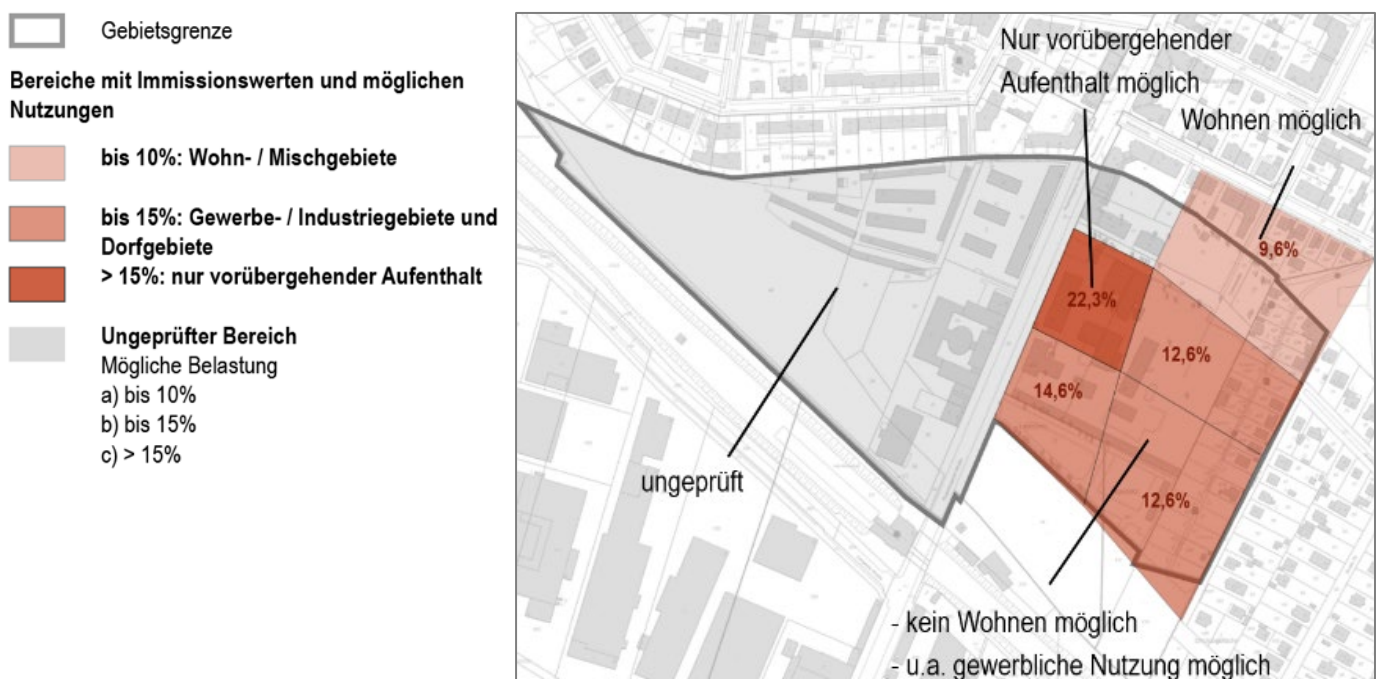 Gebietsgrenze
Bereiche mit Immissionswerten und möglichen
Nutzungen
bis 10%: Wohn- / Mischgebiete
bis 15%: Gewerbe- / Industriegebiete und
Dorfgebiete
> 15%: nur vorübergehender Aufenthalt
Ungeprüfter Bereich
Mögliche Belastung
a) bis 10%
b) bis 15%
c) > 15%
Nur vorübergehender
Aufenthalt möglich
Wohnen möglich
9,6%
22,3%
12,6%
14,6%
12,6%
ungeprüft
- kein Wohnen möglich
- u.a. gewerbliche Nutzung möglich